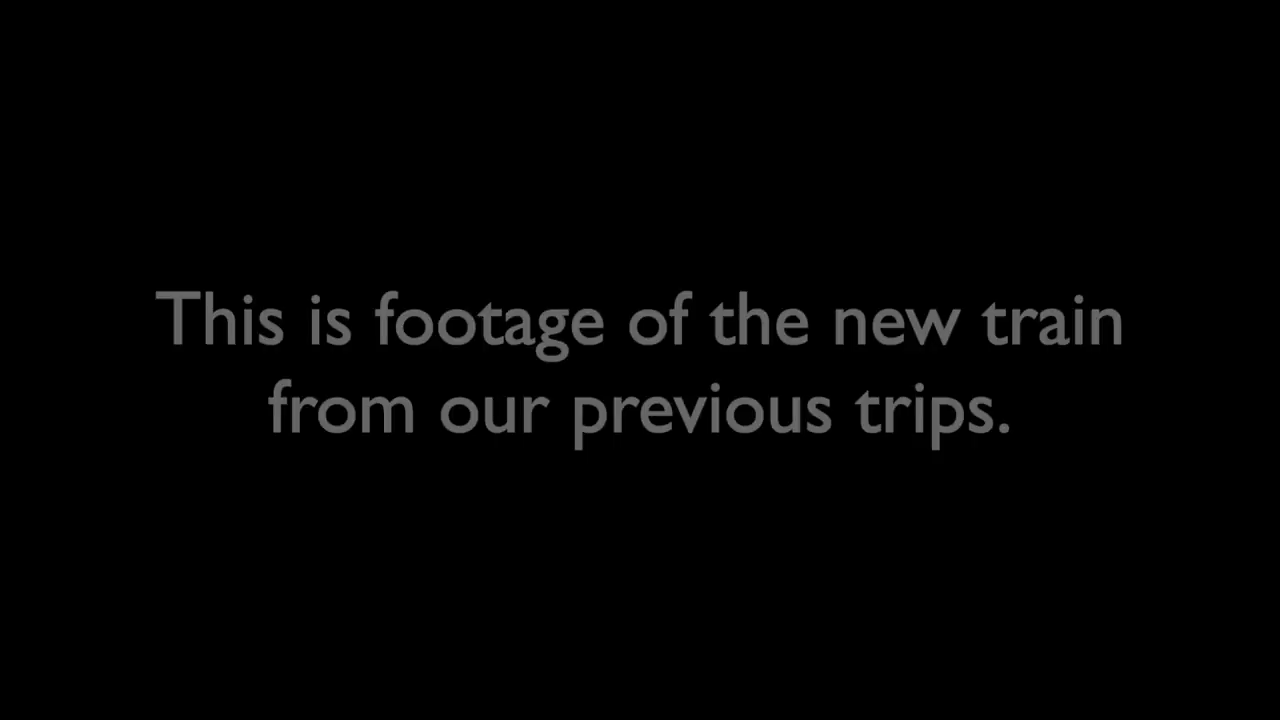 This is footage of the new train
from our previous trips.